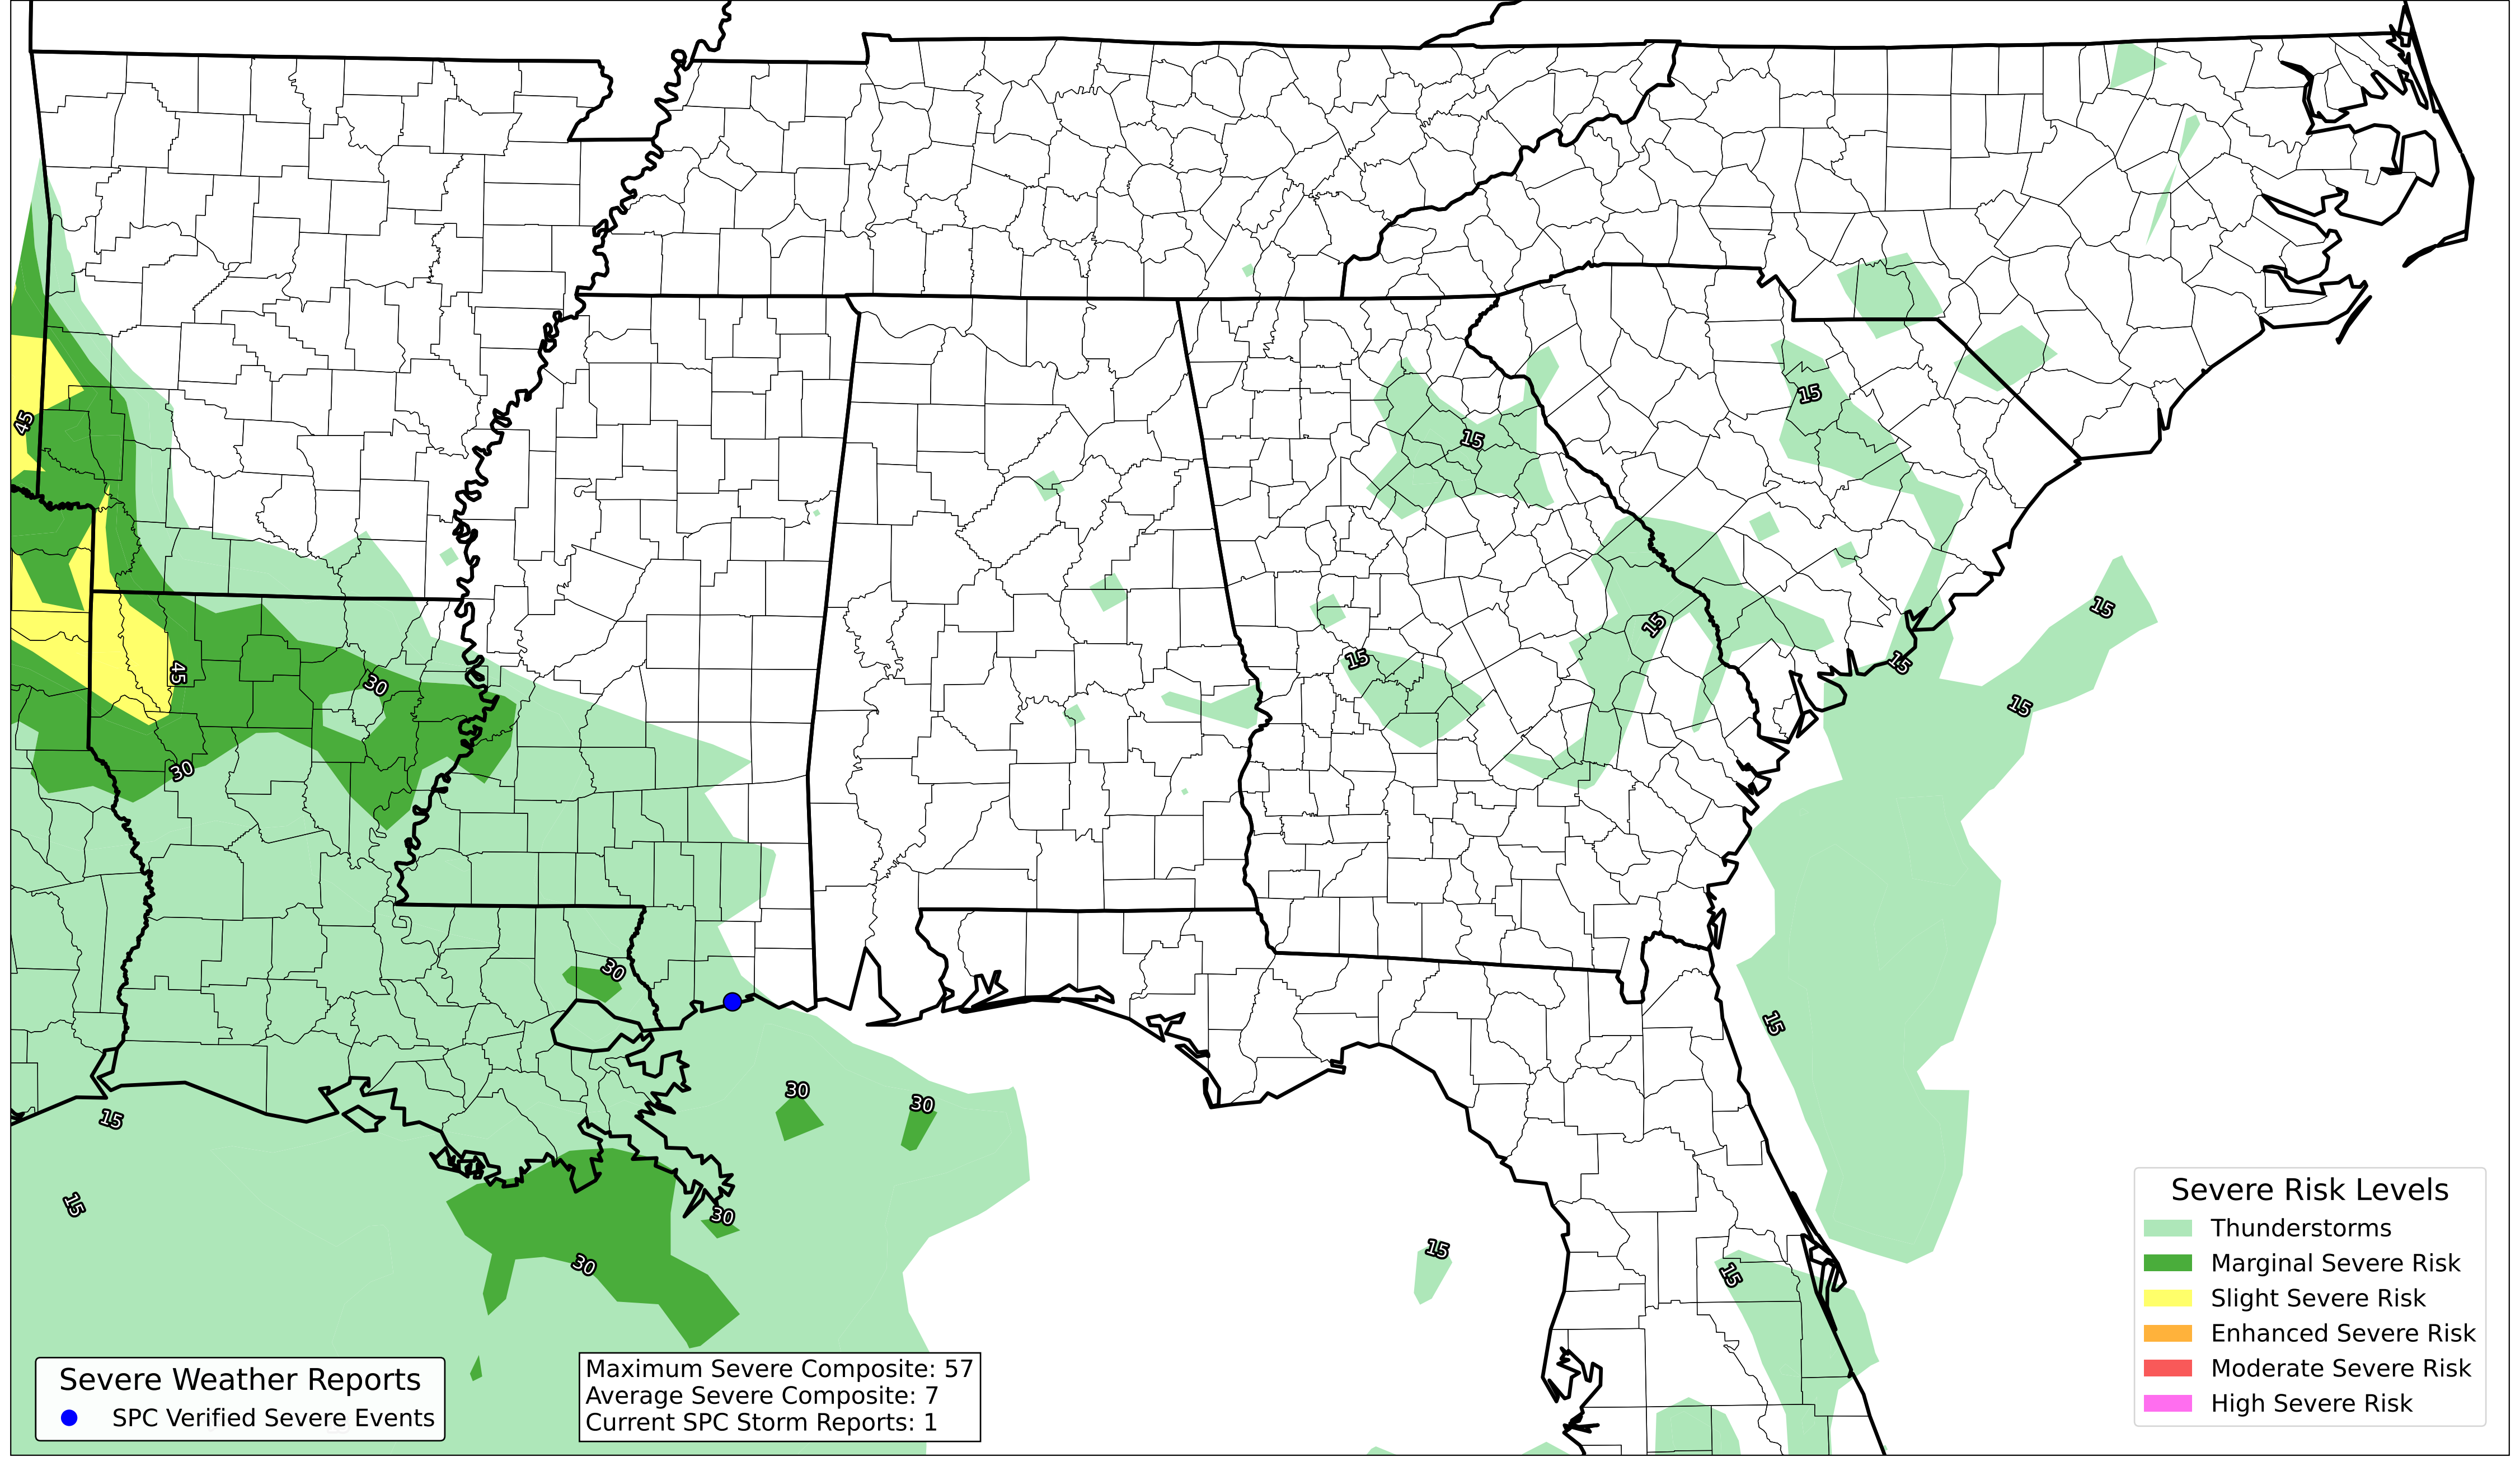 15
45
15
15
15
15
45
15
15
30
15
30
30
15
30
30
15
15
30
15
15
30
Severe Risk Levels
Thunderstorms
Marginal Severe Risk
Slight Severe Risk
Enhanced Severe Risk
Moderate Severe Risk
High Severe Risk
Severe Weather Reports
SPC Verified Severe Events
Maximum Severe Composite: 57
Average Severe Composite: 7
Current SPC Storm Reports: 1